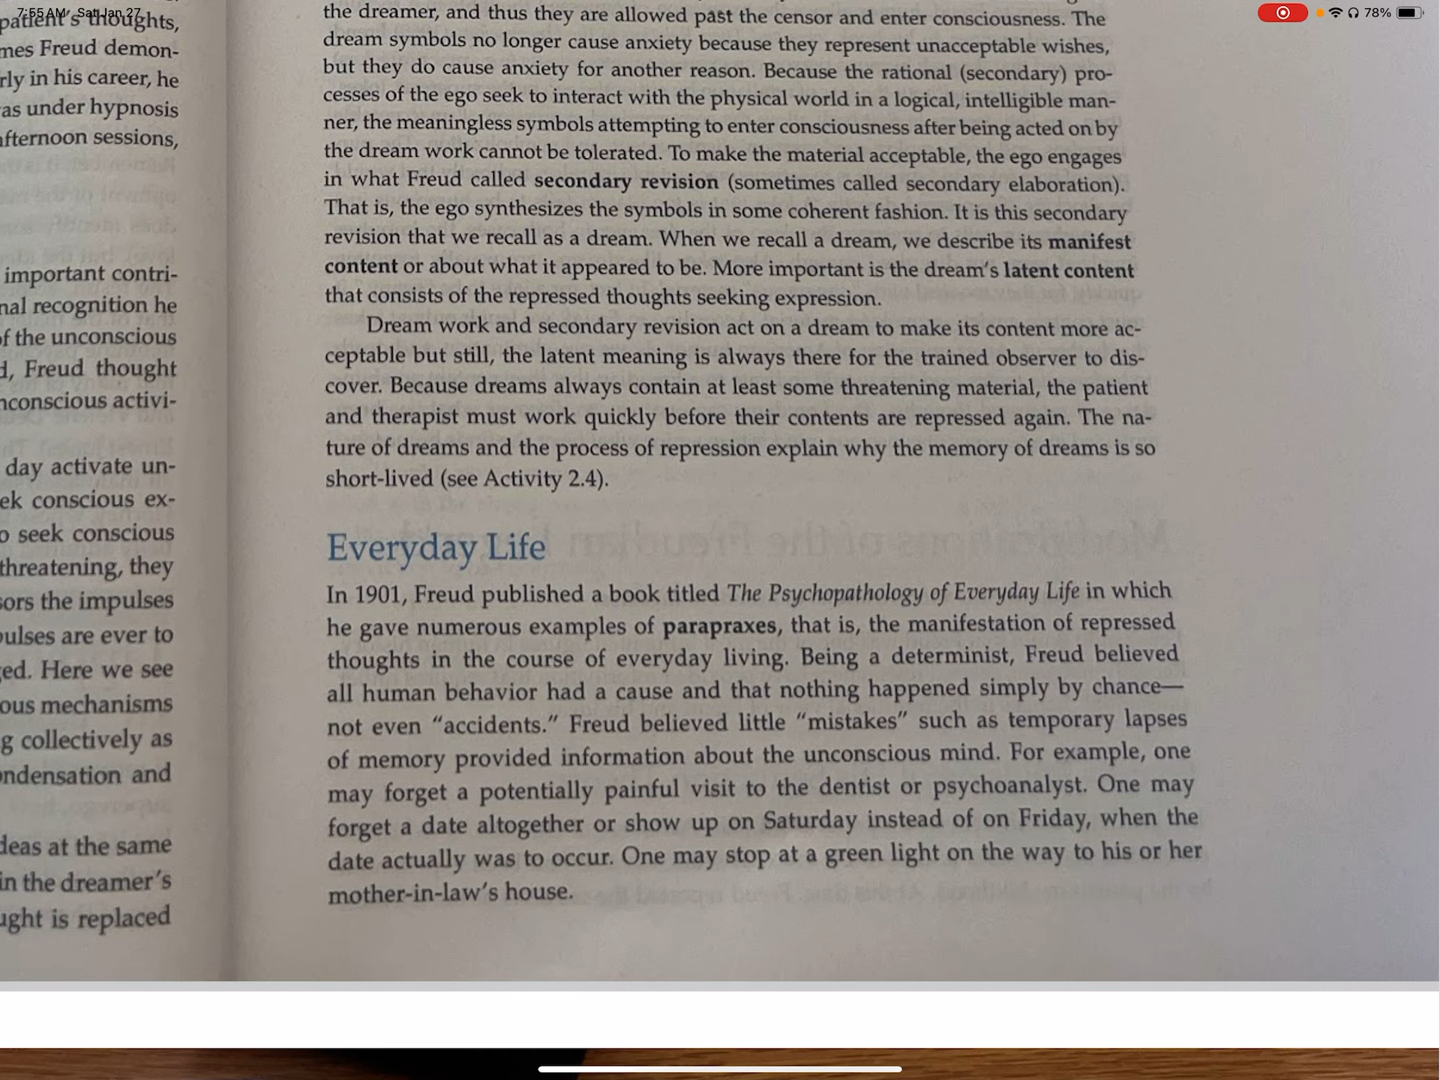 7:55 AM Sat Jan 27
78%
patient's thoughts,
mes Freud demon-
rly in his career, he
as under hypnosis
fternoon sessions,
important contri-
nal recognition he
of the unconscious
d, Freud thought
nconscious activi-
day activate un-
ek conscious ex-
o seek conscious
threatening, they
sors the impulses
pulses are ever to
ed. Here we see
ous mechanisms
g collectively as
ondensation and
deas at the same
in the dreamer's
ught is replaced
the dreamer, and thus they are allowed past the censor and enter consciousness. The
dream symbols no longer cause anxiety because they represent unacceptable wishes,
but they do cause anxiety for another reason. Because the rational (secondary) pro-
cesses of the ego seek to interact with the physical world in a logical, intelligible man-
ner, the meaningless symbols attempting to enter consciousness after being acted on by
the dream work cannot be tolerated. To make the material acceptable, the ego engages
in what Freud called secondary revision (sometimes called secondary elaboration).
That is, the ego synthesizes the symbols in some coherent fashion. It is this secondary
revision that we recall as a dream. When we recall a dream, we describe its manifest
content or about what it appeared to be. More important is the dream's latent content
that consists of the repressed thoughts seeking expression.
Dream work and secondary revision act on a dream to make its content more ac-
ceptable but still, the latent meaning is always there for the trained observer to dis-
cover. Because dreams always contain at least some threatening material, the patient
and therapist must work quickly before their contents are repressed again. The na-
ture of dreams and the process of repression explain why the memory of dreams is so
short-lived (see Activity 2.4).
Everyday Life
In 1901, Freud published a book titled The Psychopathology of Everyday Life in which
he gave numerous examples of parapraxes, that is, the manifestation of repressed
thoughts in the course of everyday living. Being a determinist, Freud believed
all human behavior had a cause and that nothing happened simply by chance—
not even “accidents.” Freud believed little “mistakes” such as temporary lapses
of memory provided information about the unconscious mind. For example, one
may forget a potentially painful visit to the dentist or psychoanalyst. One may
forget a date altogether or show up on Saturday instead of on Friday, when the
date actually was to occur. One may stop at a green light on the way to his or her
mother-in-law's house.